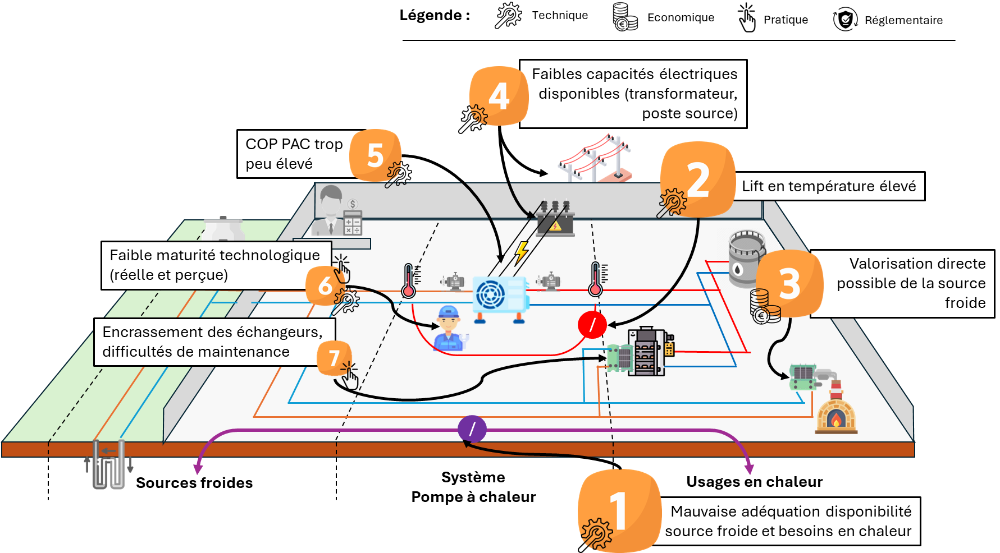 Légende :
Technique
Economique
Pratique
Réglementaire
4
Faibles capacités électriques
disponibles (transformateur,
poste source)
COP PAC trop
peu élevé
5
2
Lift en température élevé
Faible maturité technologique
(réelle et perçue)
6
3
Valorisation directe
possible de la source
froide
Encrassement des échangeurs,
difficultés de maintenance
7
/
/
Sources froides
Système
Pompe à chaleur
Usages en chaleur
1
Mauvaise adéquation disponibilité
source froide et besoins en chaleur